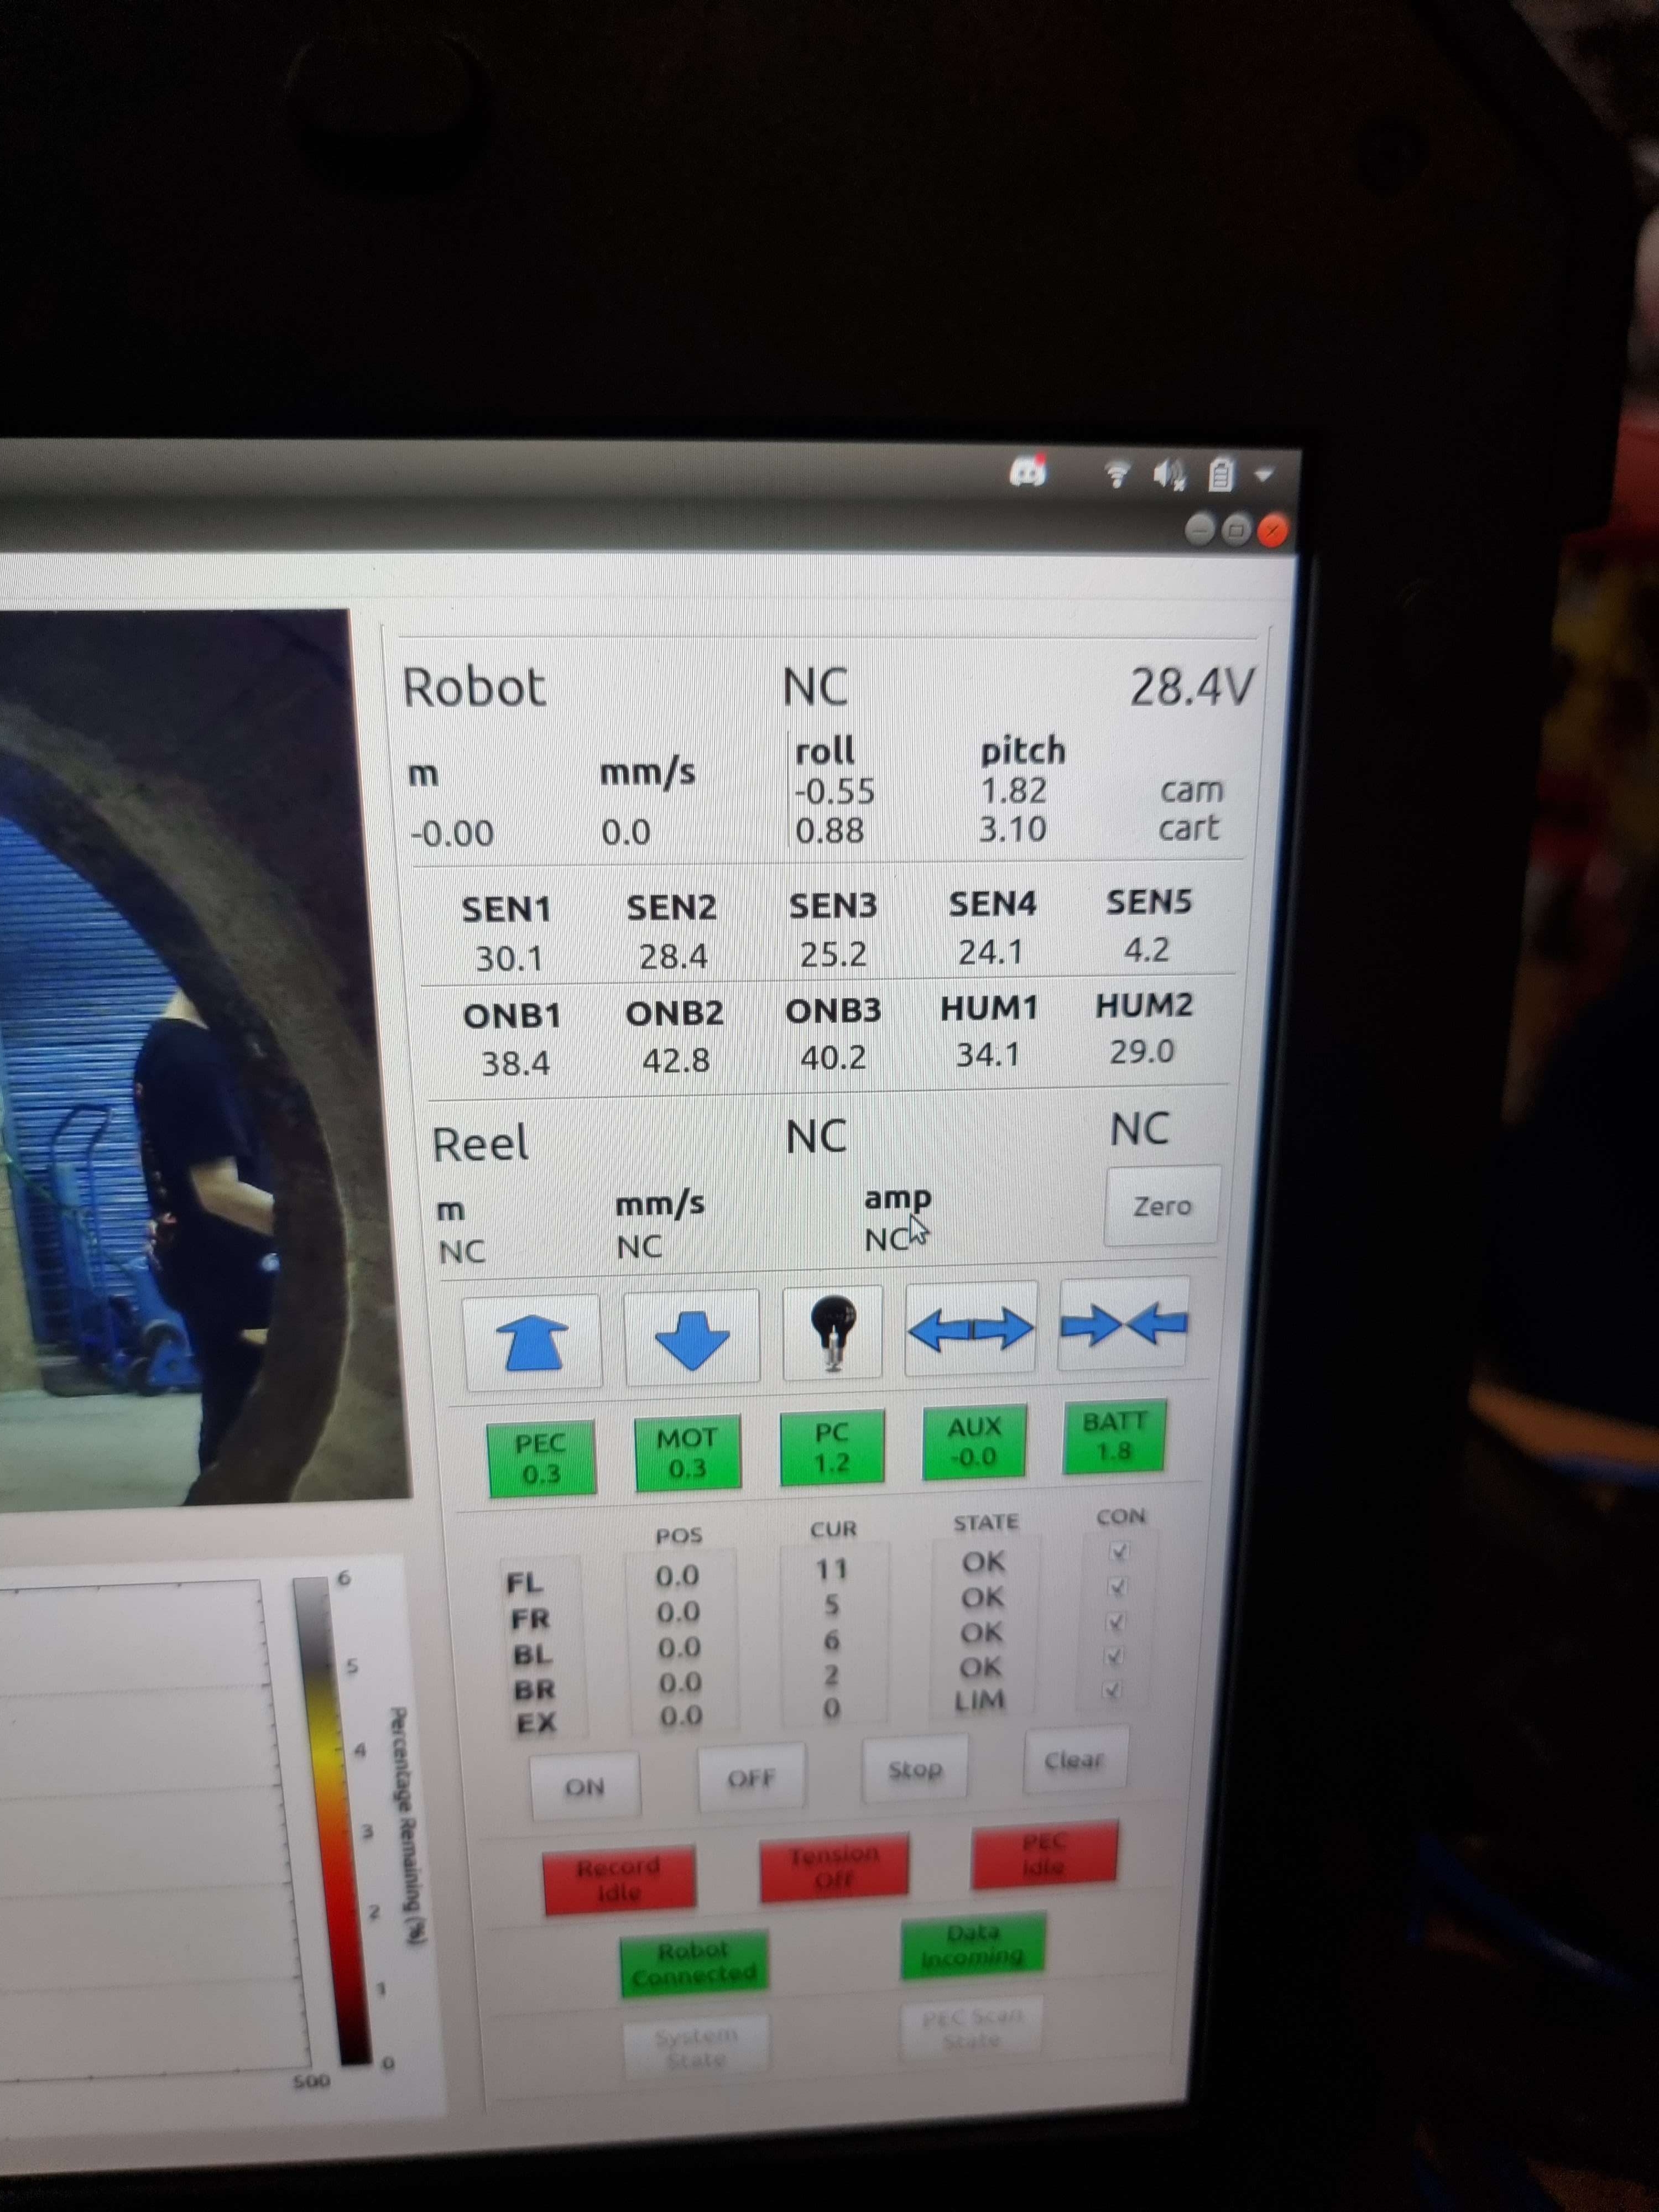 Robot NC 28.4V
m mm/s roll pitch
-0.55 1.82 cam
-0.00 0.0 0.88 3.10 cart
SEN1 SEN2 SEN3 SEN4 SEN5
30.1 28.4 25.2 24.1 4.2
ONB1 ONB2 ONB3 HUM1 HUM2
38.4 42.8 40.2 34.1 29.0
Reel NC NC
m mm/s amp Zero
NC NC NC
PEC MOT PC AUX BATT
0.3 0.3 1.2 -0.0 1.8
POS CUR STATE CON
FL 0.0 11 OK
FR 0.0 5 OK
BL 0.0 6 OK
BR 0.0 2 OK
EX 0.0 0 LIM
ON OFF Stop Clear
Record Tension PEC
Idle Off Idle
Robot Data
Connected Incoming
System PEC Scan
State State
6
5
4
3
2
1
0
Percentage Remaining (%)
500